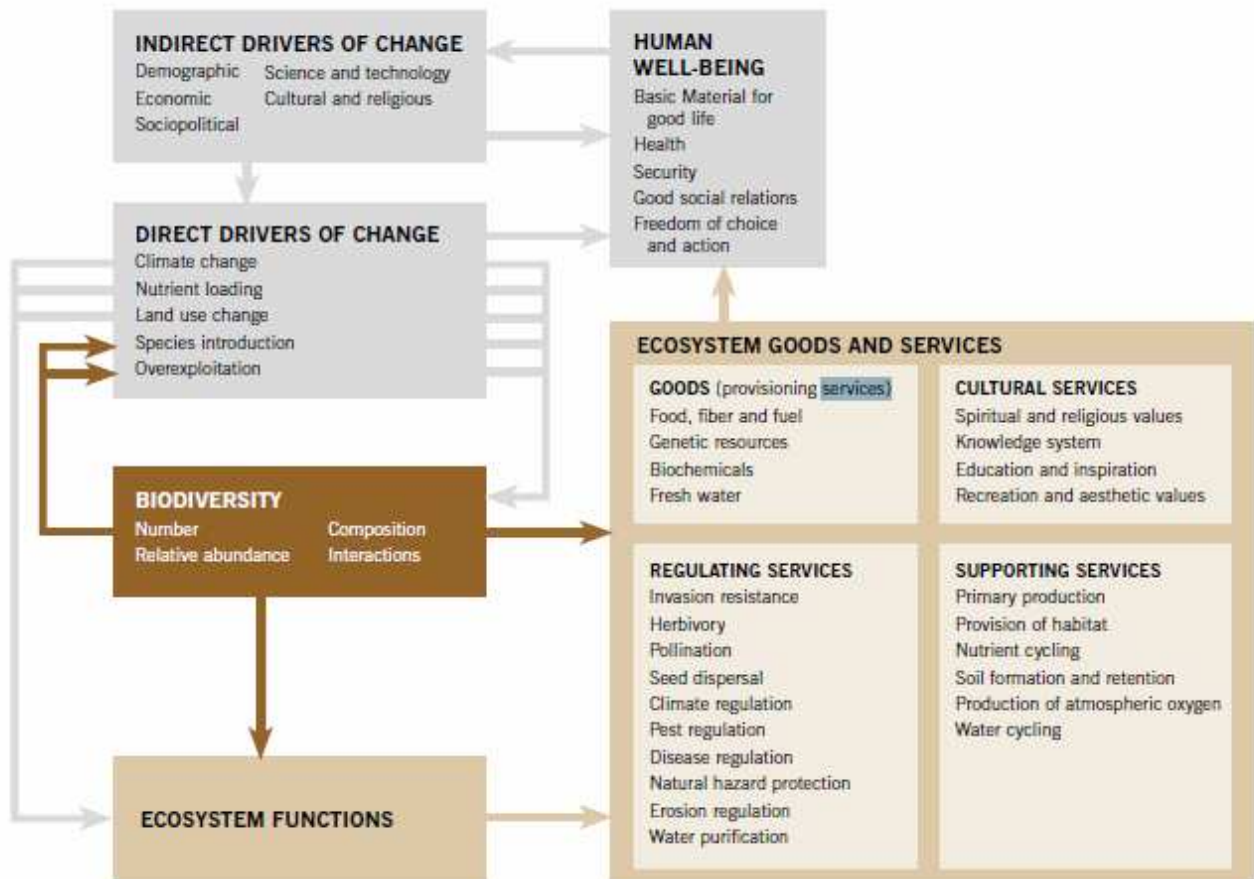 INDIRECT DRIVERS OF CHANGE
Demographic Science and technology
Economic Cultural and religious
Sociopolitical
HUMAN
WELL-BEING
Basic Material for
good life
Health
Security
Good social relations
Freedom of choice
and action
DIRECT DRIVERS OF CHANGE
Climate change
Nutrient loading
Land use change
Species introduction
Overexploitation
BIODIVERSITY
Number Composition
Relative abundance Interactions
ECOSYSTEM FUNCTIONS
ECOSYSTEM GOODS AND SERVICES
GOODS (provisioning services)
Food, fiber and fuel
Genetic resources
Biochemicals
Fresh water
CULTURAL SERVICES
Spiritual and religious values
Knowledge system
Education and inspiration
Recreation and aesthetic values
REGULATING SERVICES
Invasion resistance
Herbivory
Pollination
Seed dispersal
Climate regulation
Pest regulation
Disease regulation
Natural hazard protection
Erosion regulation
Water purification
SUPPORTING SERVICES
Primary production
Provision of habitat
Nutrient cycling
Soil formation and retention
Production of atmospheric oxygen
Water cycling